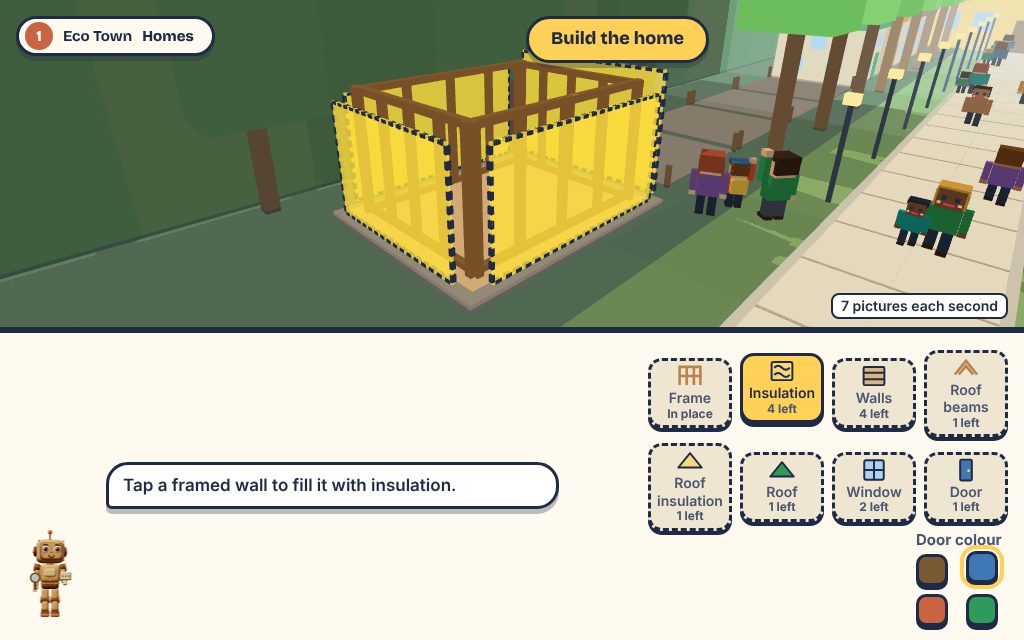 1 Eco Town Homes
Build the home
7 pictures each second
Frame
In place
Insulation
4 left
Walls
4 left
Roof
beams
1 left
Roof
insulation
1 left
Roof
1 left
Window
2 left
Door
1 left
Tap a framed wall to fill it with insulation.
Door colour